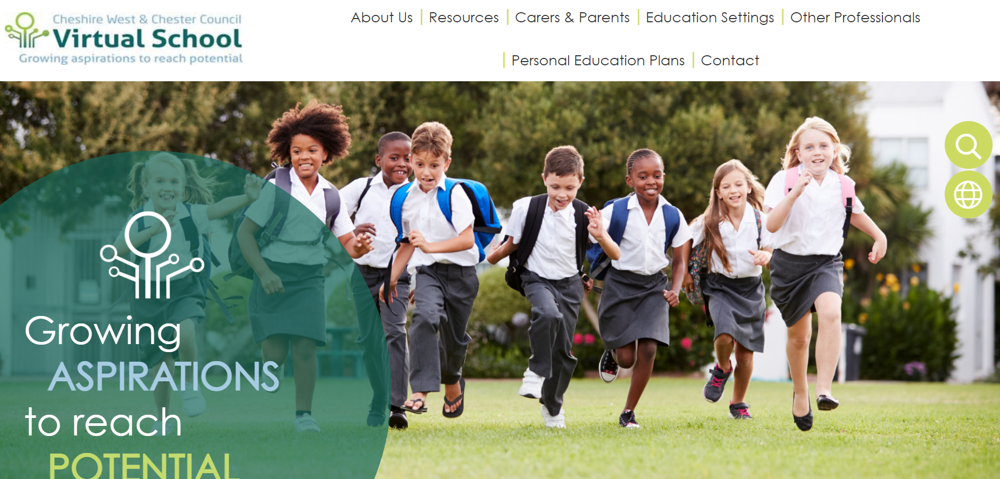 Cheshire West & Chester Council
Virtual School
Growing aspirations to reach potential
About Us
Resources
Carers & Parents
Education Settings
Other Professionals
Personal Education Plans
Contact
Growing
ASPIRATIONS
to reach
POTENTIAL